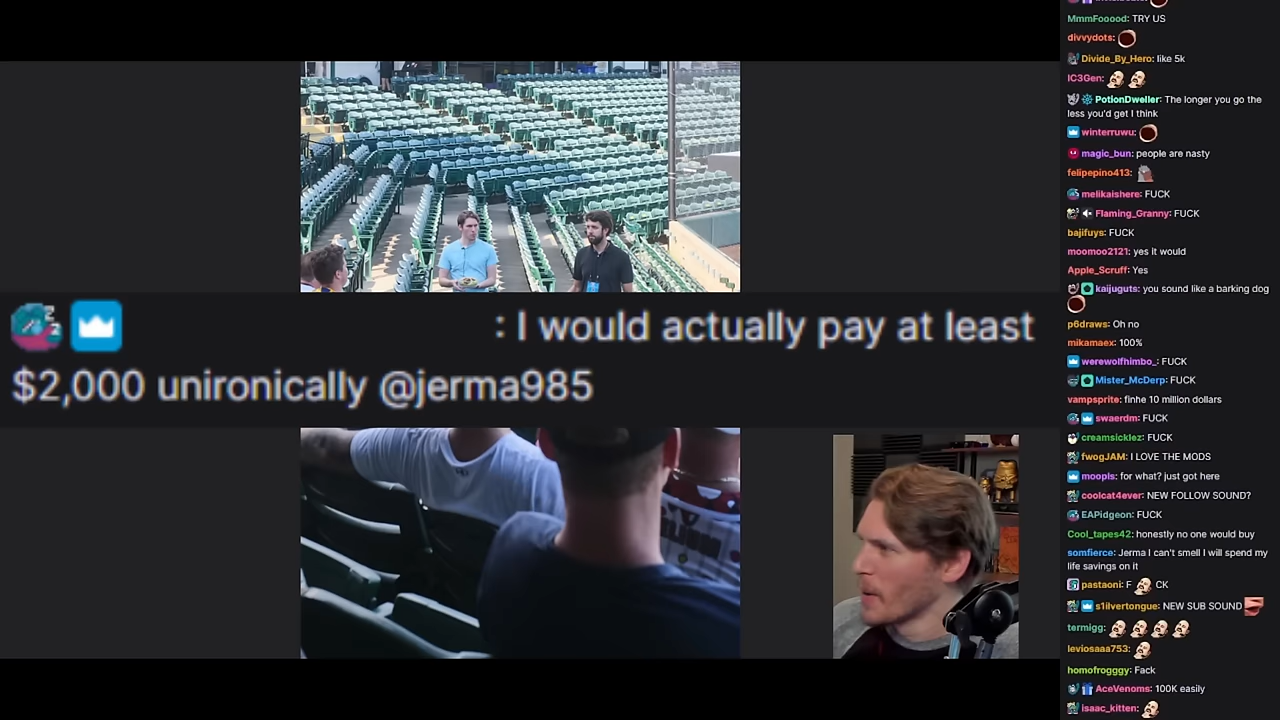 : I would actually pay at least
$2,000 unironically @jerma985
MmmFooood: TRY US
divvydots:
Divide_By_Hero: like 5k
IC3Gen:
PotionDweller: The longer you go the
less you'd get I think
winterruwu:
magic_bun: people are nasty
felipepino413:
melikaishere: FUCK
Flaming_Granny: FUCK
bajifuys: FUCK
moomoo2121: yes it would
Apple_Scruff: Yes
kaijuguts: you sound like a barking dog
p6draws: Oh no
mikamaex: 100%
werewolfhimbo_: FUCK
Mister_McDerp: FUCK
vampsprite: finhe 10 million dollars
swaerdm: FUCK
creamsicklez: FUCK
fwogJAM: I LOVE THE MODS
moopls: for what? just got here
coolcat4ever: NEW FOLLOW SOUND?
EAPidgeon: FUCK
Cool_tapes42: honestly no one would buy
somfierce: Jerma I can't smell I will spend my
life savings on it
pastaoni: F CK
s1ilvertongue: NEW SUB SOUND
termigg:
leviosaaa753:
homofrogggy: Fack
AceVenoms: 100K easily
isaac_kitten: